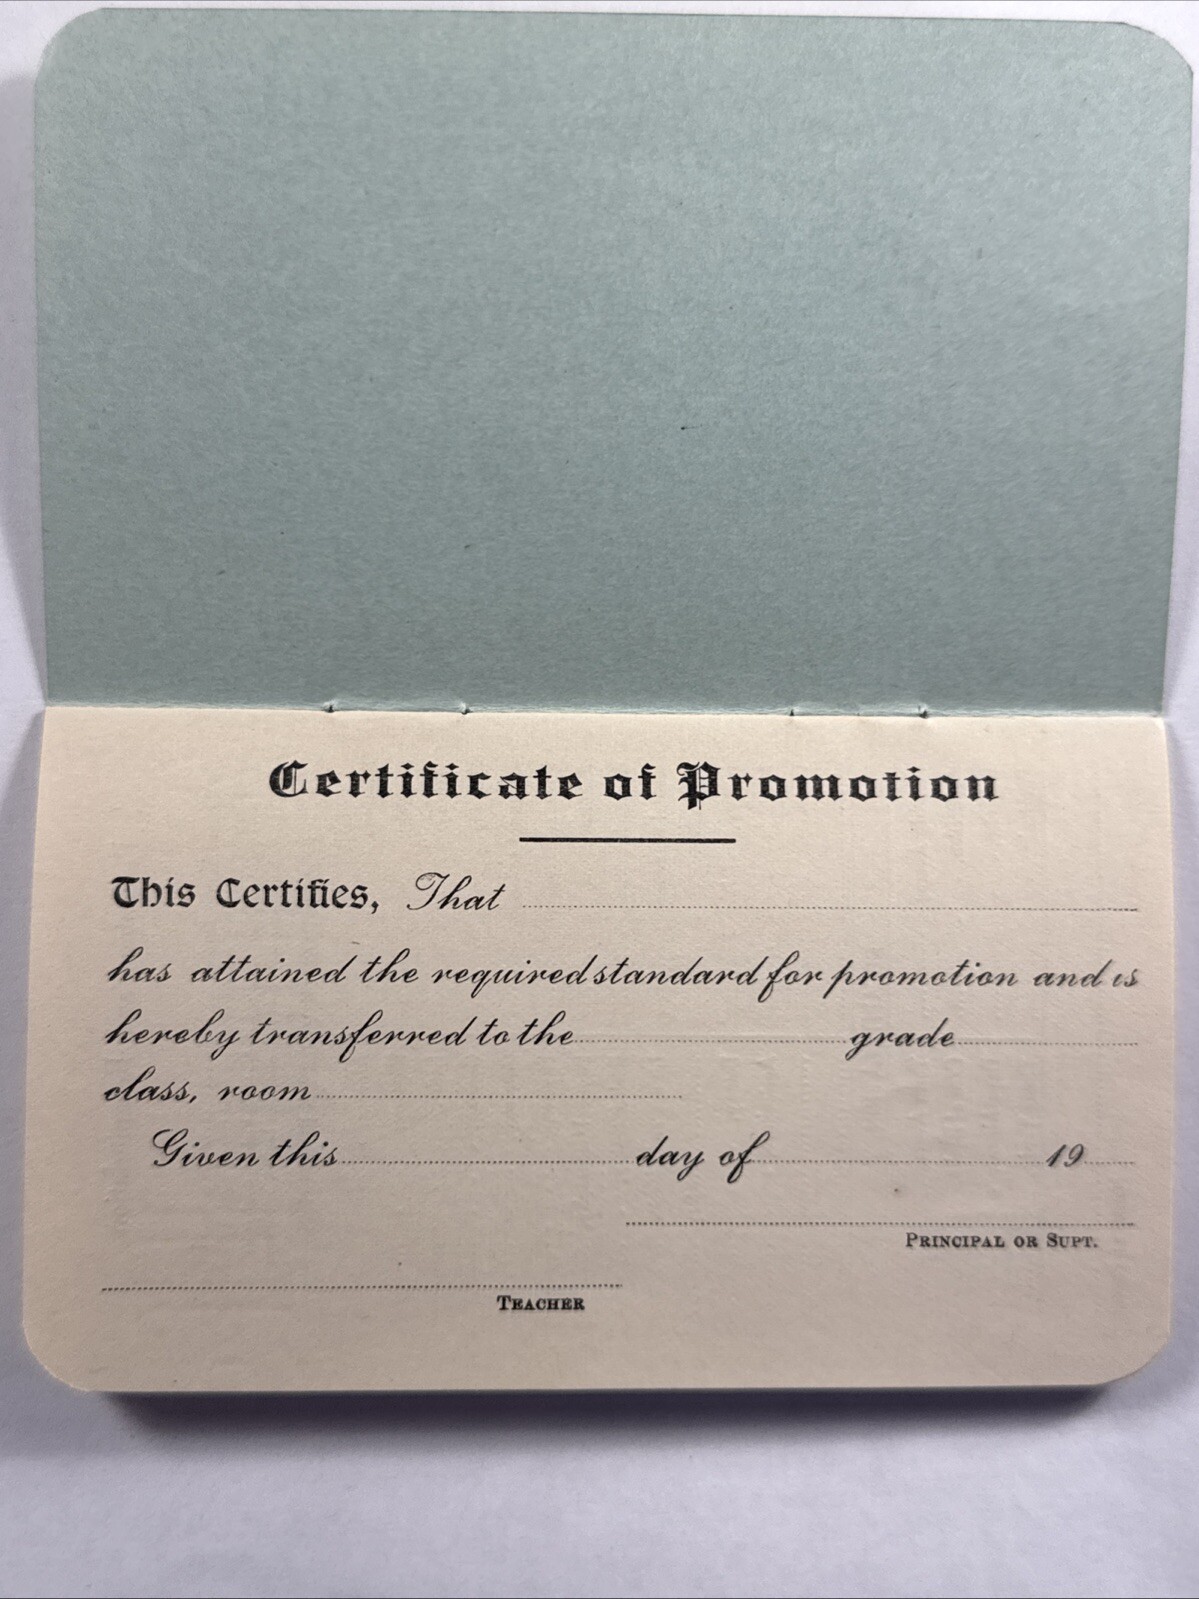 Certificate of Promotion
This Certifies, That
has attained the required standard for promotion and is
hereby transferred to the grade
class, room
Given this day of 19
PRINCIPAL OR SUPT.
TEACHER